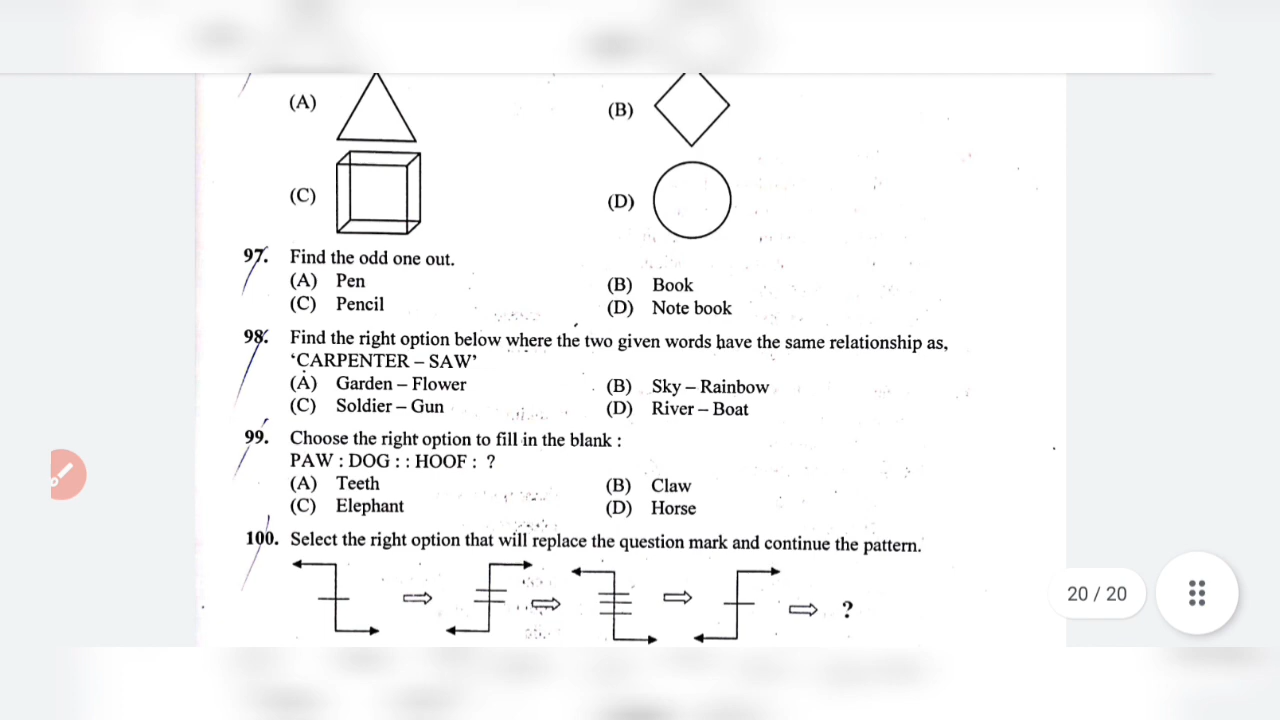 (A)
(B)
(C)
(D)
97. Find the odd one out.
(A) Pen
(B) Book
(C) Pencil
(D) Note book
98. Find the right option below where the two given words have the same relationship as,
‘CARPENTER – SAW’
(A) Garden – Flower
(B) Sky – Rainbow
(C) Soldier – Gun
(D) River – Boat
99. Choose the right option to fill in the blank :
PAW : DOG : : HOOF : ?
(A) Teeth
(B) Claw
(C) Elephant
(D) Horse
100. Select the right option that will replace the question mark and continue the pattern.
?
20 / 20